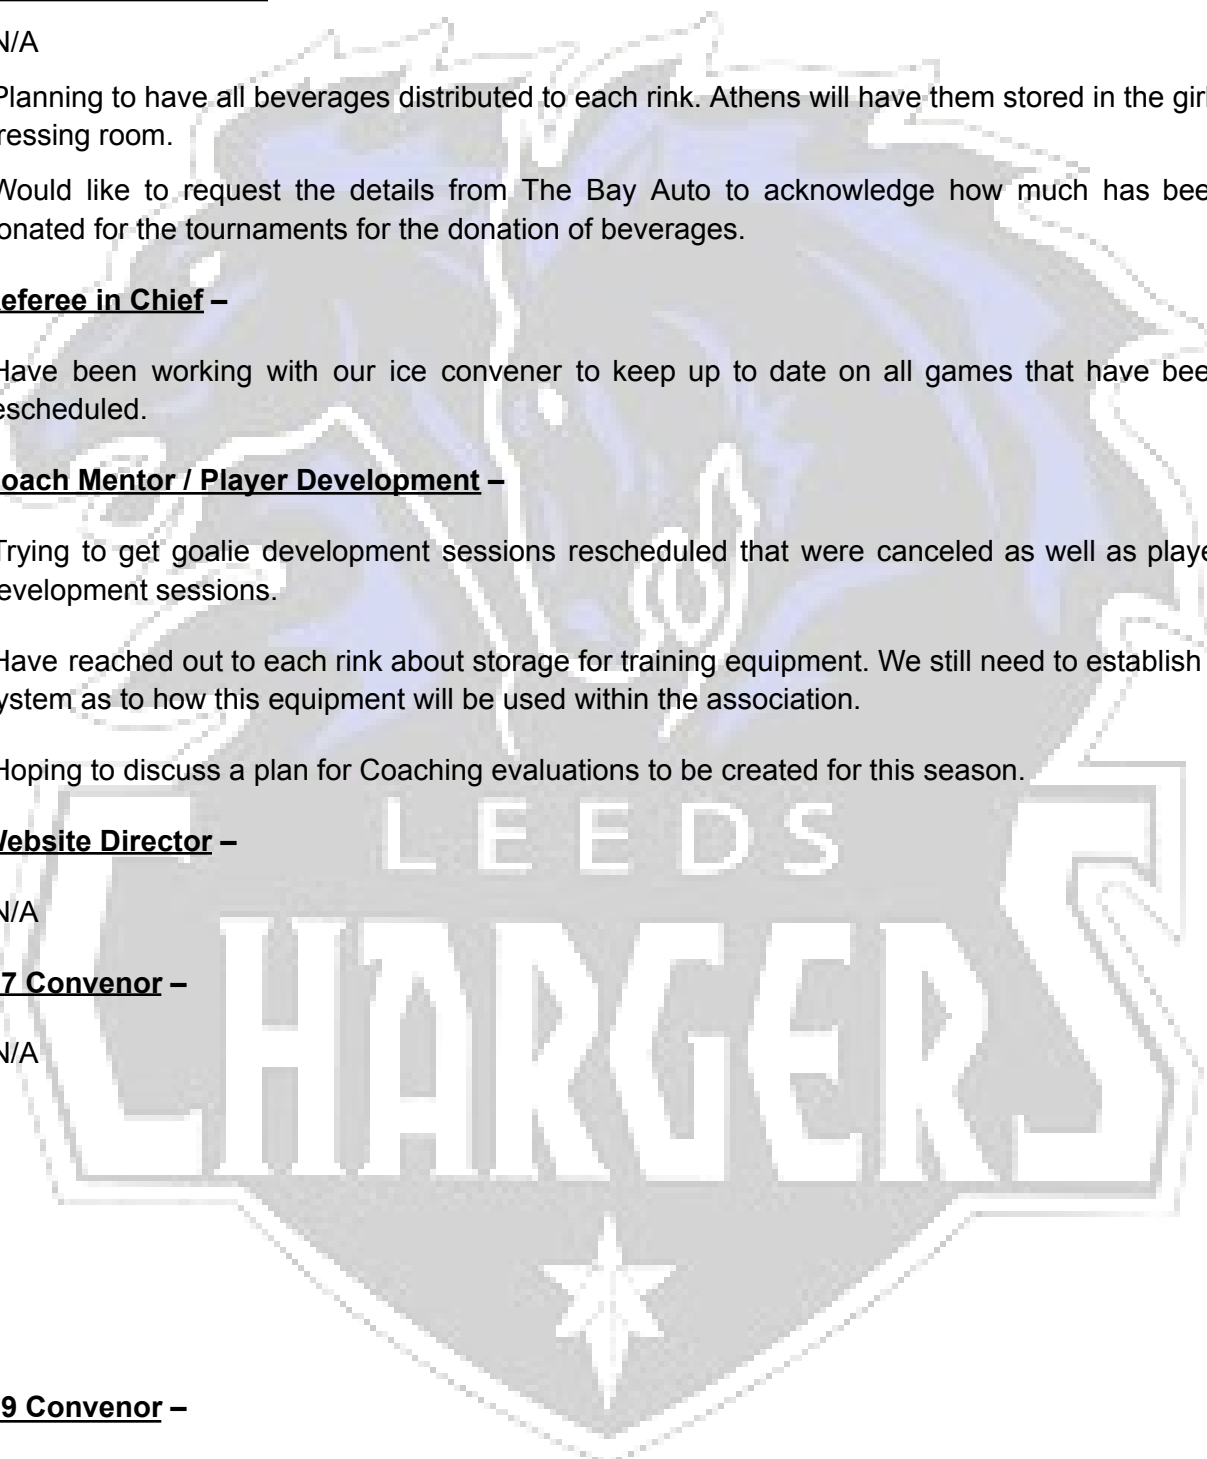 N/A
Planning to have all beverages distributed to each rink. Athens will have them stored in the girl
ressing room.
Would like to request the details from The Bay Auto to acknowledge how much has bee
onated for the tournaments for the donation of beverages.
eferee in Chief –
Have been working with our ice convener to keep up to date on all games that have bee
escheduled.
oach Mentor / Player Development –
Trying to get goalie development sessions rescheduled that were canceled as well as playe
evelopment sessions.
Have reached out to each rink about storage for training equipment. We still need to establish
ystem as to how this equipment will be used within the association.
Hoping to discuss a plan for Coaching evaluations to be created for this season.
LEEDS
Website Director –
N/A
CHARGERS
7 Convenor –
N/A
9 Convenor –